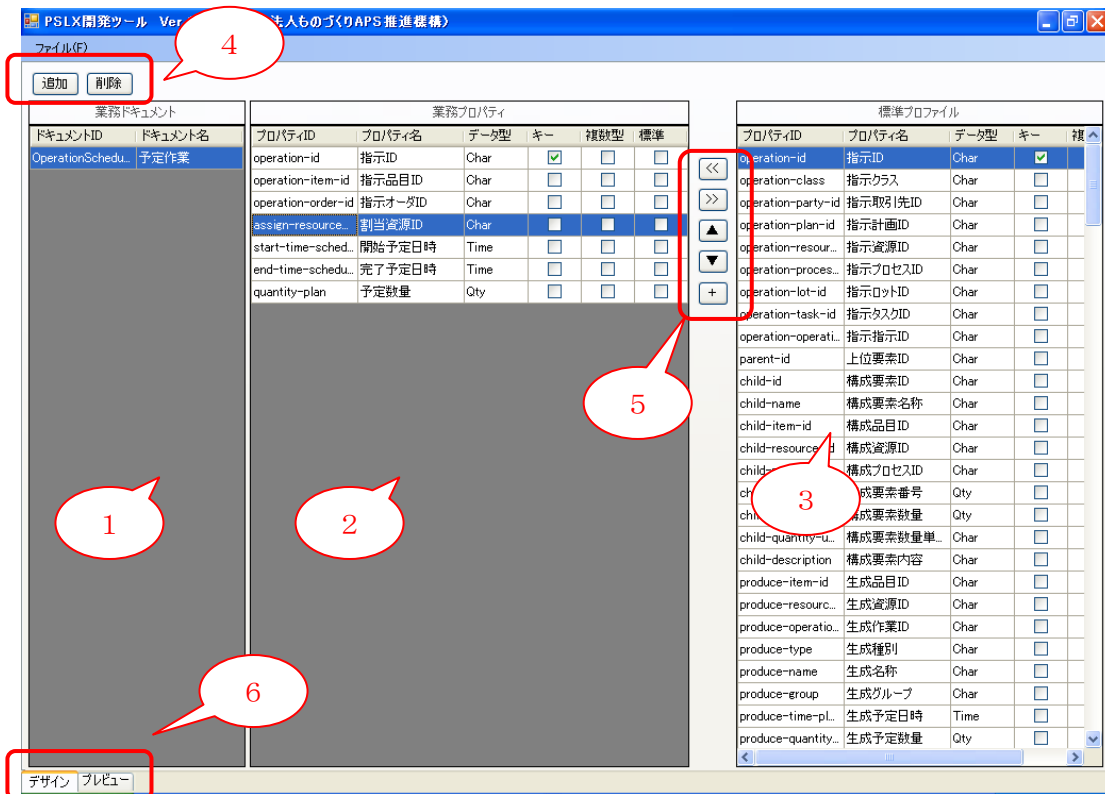 PSLX開発ツール Ver 法人ものづくりAPS推進機構)
ファイル(F)
4
追加 削除
業務ドキュメント 業務プロパティ 標準プロファイル
ドキュメントID ドキュメント名 プロパティID プロパティ名 データ型 キー 複数型 標準 プロパティID プロパティ名 データ型 キー 複
OperationSchedu... 予定作業 operation-id 指示ID Char << operation-id 指示ID Char
operation-item-id 指示品目ID Char operation-class 指示クラス Char
operation-order-id 指示オーダID Char >> operation-party-id 指示取引先ID Char
assign-resource... 割当資源ID Char ▲ operation-plan-id 指示計画ID Char
start-time-sched... 開始予定日時 Time operation-resour... 指示資源ID Char
end-time-schedu... 完了予定日時 Time ▼ operation-proces... 指示プロセスID Char
quantity-plan 予定数量 Qty + operation-lot-id 指示ロットID Char
operation-task-id 指示タスクID Char
operation-operati... 指示指示ID Char
parent-id 上位要素ID Char
child-id 構成要素ID Char
5
child-name 構成要素名称 Char
child-item-id 構成品目ID Char
child-resource 構成資源ID Char
構成プロセスID Char
3
成要素番号 Qty
1
2
構成要素数量 Qty
child-quantity-u... 構成要素数量単... Char
child-description 構成要素内容 Char
produce-item-id 生成品目ID Char
produce-resourc... 生成資源ID Char
produce-operatio... 生成作業ID Char
produce-type 生成種別 Char
6
produce-name 生成名称 Char
produce-group 生成グループ Char
produce-time-pl... 生成予定日時 Time
produce-quantity... 生成予定数量 Qty
デザイン プレビュー